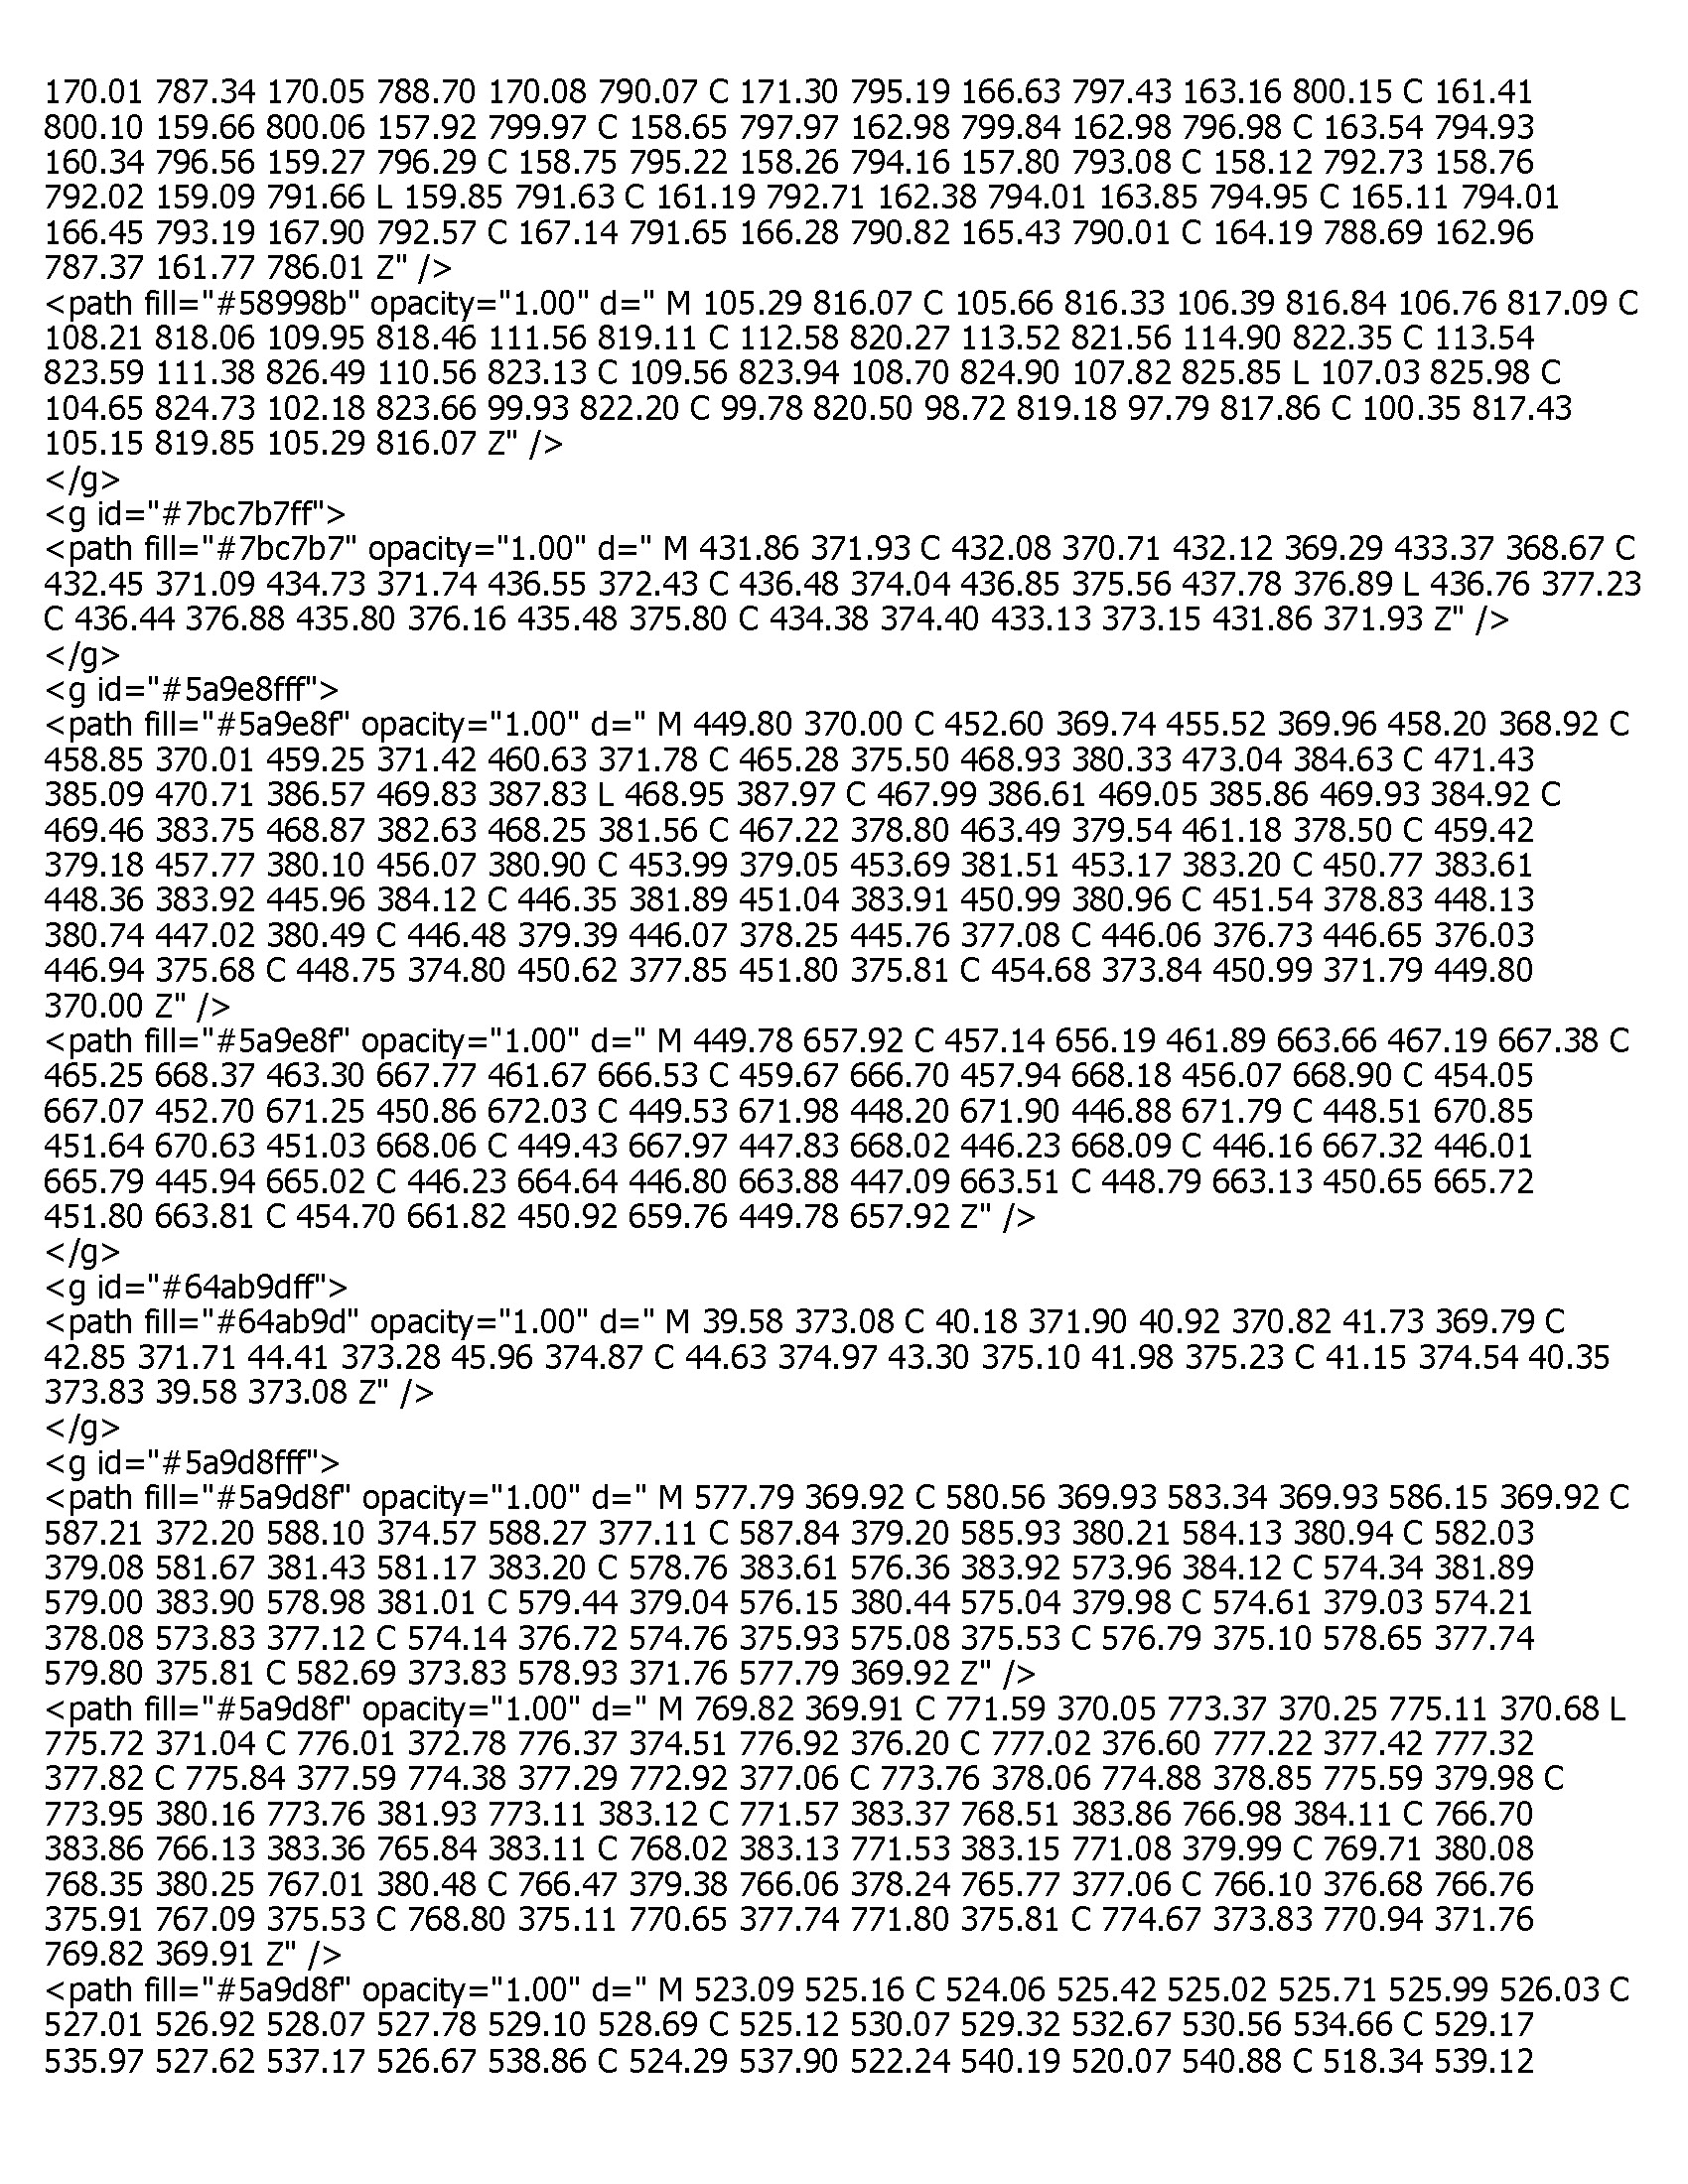 170.01 787.34 170.05 788.70 170.08 790.07 C 171.30 795.19 166.63 797.43 163.16 800.15 C 161.41
800.10 159.66 800.06 157.92 799.97 C 158.65 797.97 162.98 799.84 162.98 796.98 C 163.54 794.93
160.34 796.56 159.27 796.29 C 158.75 795.22 158.26 794.16 157.80 793.08 C 158.12 792.73 158.76
792.02 159.09 791.66 L 159.85 791.63 C 161.19 792.71 162.38 794.01 163.85 794.95 C 165.11 794.01
166.45 793.19 167.90 792.57 C 167.14 791.65 166.28 790.82 165.43 790.01 C 164.19 788.69 162.96
787.37 161.77 786.01 Z" />
<path fill="#58998b" opacity="1.00" d=" M 105.29 816.07 C 105.66 816.33 106.39 816.84 106.76 817.09 C
108.21 818.06 109.95 818.46 111.56 819.11 C 112.58 820.27 113.52 821.56 114.90 822.35 C 113.54
823.59 111.38 826.49 110.56 823.13 C 109.56 823.94 108.70 824.90 107.82 825.85 L 107.03 825.98 C
104.65 824.73 102.18 823.66 99.93 822.20 C 99.78 820.50 98.72 819.18 97.79 817.86 C 100.35 817.43
105.15 819.85 105.29 816.07 Z" />
</g>
<g id="#7bc7b7ff">
<path fill="#7bc7b7" opacity="1.00" d=" M 431.86 371.93 C 432.08 370.71 432.12 369.29 433.37 368.67 C
432.45 371.09 434.73 371.74 436.55 372.43 C 436.48 374.04 436.85 375.56 437.78 376.89 L 436.76 377.23
C 436.44 376.88 435.80 376.16 435.48 375.80 C 434.38 374.40 433.13 373.15 431.86 371.93 Z" />
</g>
<g id="#5a9e8fff">
<path fill="#5a9e8f" opacity="1.00" d=" M 449.80 370.00 C 452.60 369.74 455.52 369.96 458.20 368.92 C
458.85 370.01 459.25 371.42 460.63 371.78 C 465.28 375.50 468.93 380.33 473.04 384.63 C 471.43
385.09 470.71 386.57 469.83 387.83 L 468.95 387.97 C 467.99 386.61 469.05 385.86 469.93 384.92 C
469.46 383.75 468.87 382.63 468.25 381.56 C 467.22 378.80 463.49 379.54 461.18 378.50 C 459.42
379.18 457.77 380.10 456.07 380.90 C 453.99 379.05 453.69 381.51 453.17 383.20 C 450.77 383.61
448.36 383.92 445.96 384.12 C 446.35 381.89 451.04 383.91 450.99 380.96 C 451.54 378.83 448.13
380.74 447.02 380.49 C 446.48 379.39 446.07 378.25 445.76 377.08 C 446.06 376.73 446.65 376.03
446.94 375.68 C 448.75 374.80 450.62 377.85 451.80 375.81 C 454.68 373.84 450.99 371.79 449.80
370.00 Z" />
<path fill="#5a9e8f" opacity="1.00" d=" M 449.78 657.92 C 457.14 656.19 461.89 663.66 467.19 667.38 C
465.25 668.37 463.30 667.77 461.67 666.53 C 459.67 666.70 457.94 668.18 456.07 668.90 C 454.05
667.07 452.70 671.25 450.86 672.03 C 449.53 671.98 448.20 671.90 446.88 671.79 C 448.51 670.85
451.64 670.63 451.03 668.06 C 449.43 667.97 447.83 668.02 446.23 668.09 C 446.16 667.32 446.01
665.79 445.94 665.02 C 446.23 664.64 446.80 663.88 447.09 663.51 C 448.79 663.13 450.65 665.72
451.80 663.81 C 454.70 661.82 450.92 659.76 449.78 657.92 Z" />
</g>
<g id="#64ab9dff">
<path fill="#64ab9d" opacity="1.00" d=" M 39.58 373.08 C 40.18 371.90 40.92 370.82 41.73 369.79 C
42.85 371.71 44.41 373.28 45.96 374.87 C 44.63 374.97 43.30 375.10 41.98 375.23 C 41.15 374.54 40.35
373.83 39.58 373.08 Z" />
</g>
<g id="#5a9d8fff">
<path fill="#5a9d8f" opacity="1.00" d=" M 577.79 369.92 C 580.56 369.93 583.34 369.93 586.15 369.92 C
587.21 372.20 588.10 374.57 588.27 377.11 C 587.84 379.20 585.93 380.21 584.13 380.94 C 582.03
379.08 581.67 381.43 581.17 383.20 C 578.76 383.61 576.36 383.92 573.96 384.12 C 574.34 381.89
579.00 383.90 578.98 381.01 C 579.44 379.04 576.15 380.44 575.04 379.98 C 574.61 379.03 574.21
378.08 573.83 377.12 C 574.14 376.72 574.76 375.93 575.08 375.53 C 576.79 375.10 578.65 377.74
579.80 375.81 C 582.69 373.83 578.93 371.76 577.79 369.92 Z" />
<path fill="#5a9d8f" opacity="1.00" d=" M 769.82 369.91 C 771.59 370.05 773.37 370.25 775.11 370.68 L
775.72 371.04 C 776.01 372.78 776.37 374.51 776.92 376.20 C 777.02 376.60 777.22 377.42 777.32
377.82 C 775.84 377.59 774.38 377.29 772.92 377.06 C 773.76 378.06 774.88 378.85 775.59 379.98 C
773.95 380.16 773.76 381.93 773.11 383.12 C 771.57 383.37 768.51 383.86 766.98 384.11 C 766.70
383.86 766.13 383.36 765.84 383.11 C 768.02 383.13 771.53 383.15 771.08 379.99 C 769.71 380.08
768.35 380.25 767.01 380.48 C 766.47 379.38 766.06 378.24 765.77 377.06 C 766.10 376.68 766.76
375.91 767.09 375.53 C 768.80 375.11 770.65 377.74 771.80 375.81 C 774.67 373.83 770.94 371.76
769.82 369.91 Z" />
<path fill="#5a9d8f" opacity="1.00" d=" M 523.09 525.16 C 524.06 525.42 525.02 525.71 525.99 526.03 C
527.01 526.92 528.07 527.78 529.10 528.69 C 525.12 530.07 529.32 532.67 530.56 534.66 C 529.17
535.97 527.62 537.17 526.67 538.86 C 524.29 537.90 522.24 540.19 520.07 540.88 C 518.34 539.12